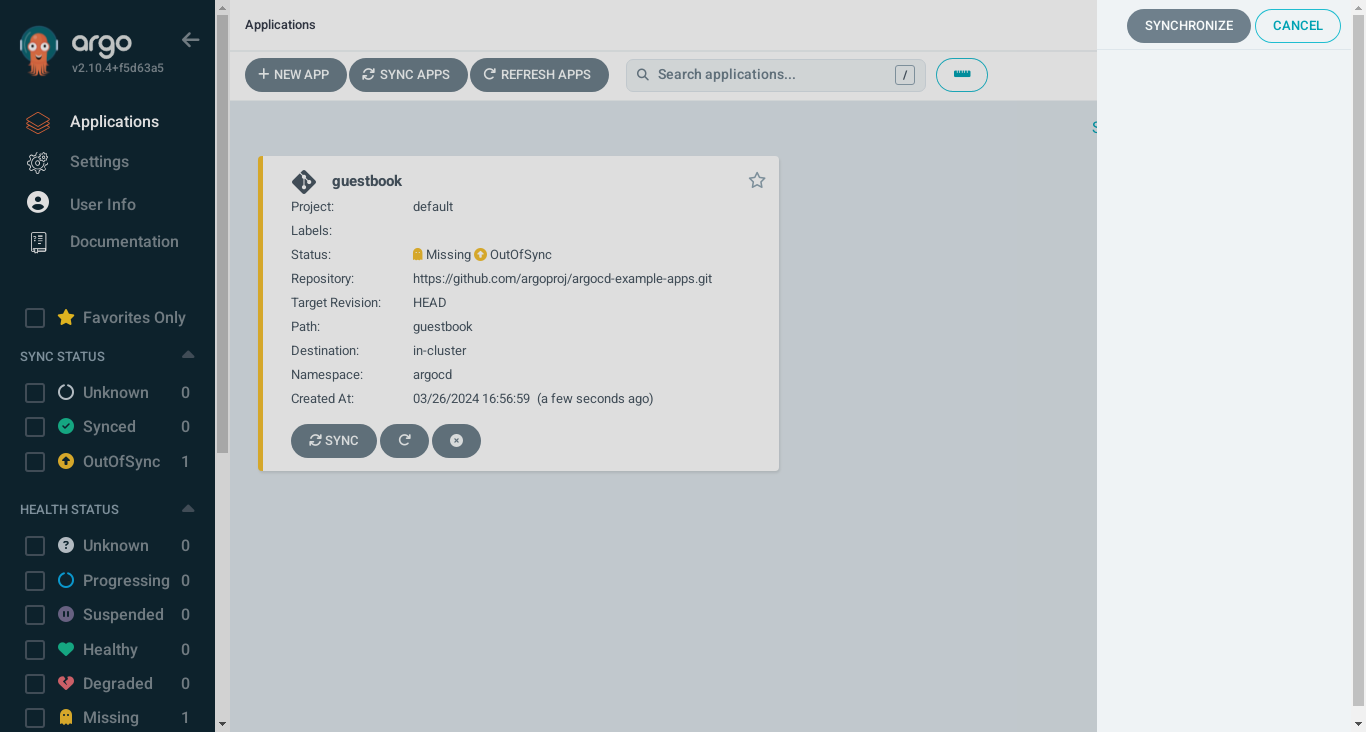 argo
v2.10.4+f5d63a5
Applications
Settings
User Info
Documentation
Favorites Only
SYNC STATUS
Unknown 0
Synced 0
OutOfSync 1
HEALTH STATUS
Unknown 0
Progressing 0
Suspended 0
Healthy 0
Degraded 0
Missing 1
Applications
NEW APP SYNC APPS REFRESH APPS Search applications... /
guestbook
Project: default
Labels:
Status: Missing OutOfSync
Repository: https://github.com/argoproj/argocd-example-apps.git
Target Revision: HEAD
Path: guestbook
Destination: in-cluster
Namespace: argocd
Created At: 03/26/2024 16:56:59 (a few seconds ago)
SYNC
SYNCHRONIZE CANCEL